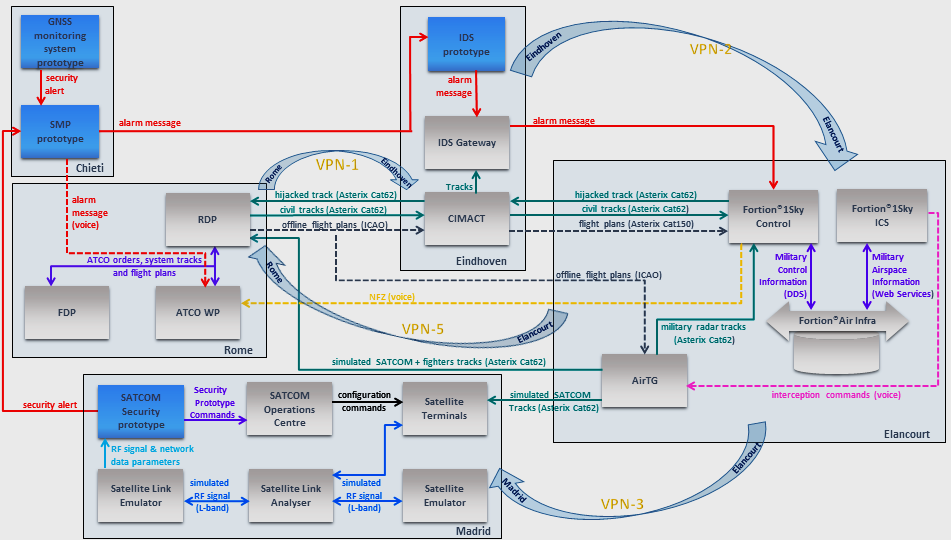 GNSS
monitoring
system
prototype
security
alert
SMP
prototype
Chieti
alarm message
alarm
message
(voice)
IDS
prototype
alarm
message
IDS Gateway
alarm message
Tracks
CIMACT
Eindhoven
Eindhoven
VPN-2
Elancourt
Rome
VPN-1
Eindhoven
RDP
hijacked track (Asterix Cat62)
civil tracks (Asterix Cat62)
offline flight plans (ICAO)
hijacked track (Asterix Cat62)
civil tracks (Asterix Cat62)
flight plans (Asterix Cat150)
Fortion®1Sky
Control
Fortion®1Sky
ICS
ATCO orders, system tracks
and flight plans
FDP
ATCO WP
Rome
Rome
VPN-5
Elancourt
NFZ (voice)
offline flight plans (ICAO)
Military
Control
Information
(DDS)
Military
Airspace
Information
(Web Services)
Fortion®Air Infra
military radar tracks
(Asterix Cat62)
AirTG
interception commands (voice)
Elancourt
simulated SATCOM + fighters tracks (Asterix Cat62)
simulated SATCOM
Tracks (Asterix Cat62)
security alert
SATCOM
Security
prototype
Security
Prototype
Commands
SATCOM
Operations
Centre
configuration
commands
Satellite
Terminals
RF signal & network
data parameters
Satellite Link
Emulator
simulated
RF signal
(L-band)
Satellite Link
Analyser
simulated
RF signal
(L-band)
Satellite
Emulator
Madrid
Madrid
VPN-3
Elancourt